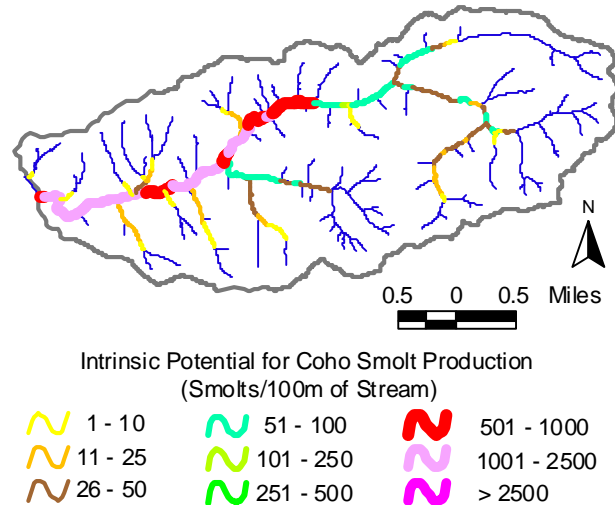 N
0.5 0 0.5 Miles
Intrinsic Potential for Coho Smolt Production
(Smolts/100m of Stream)
1 - 10 51 - 100 501 - 1000
11 - 25 101 - 250 1001 - 2500
26 - 50 251 - 500 > 2500